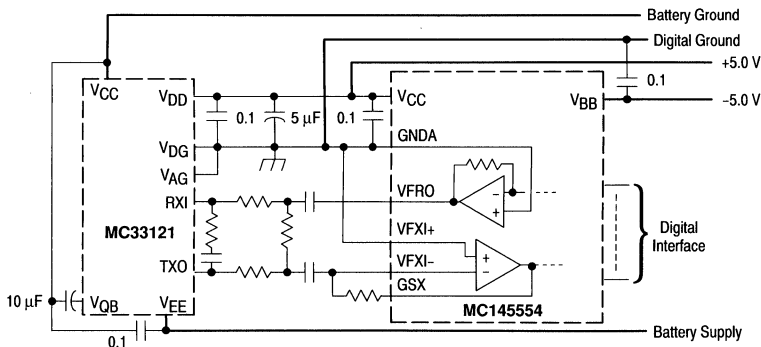 Battery Ground
Digital Ground
+5.0 V
0.1
–5.0 V
VCC
VDD
0.1
5 µF
0.1
VCC
VBB
GNDA
VDG
VAG
RXI
VFRO
–
+
MC33121
VFXI+
Digital
Interface
TXO
VFXI–
+
–
GSX
10 µF
VQB
VEE
MC145554
0.1
Battery Supply